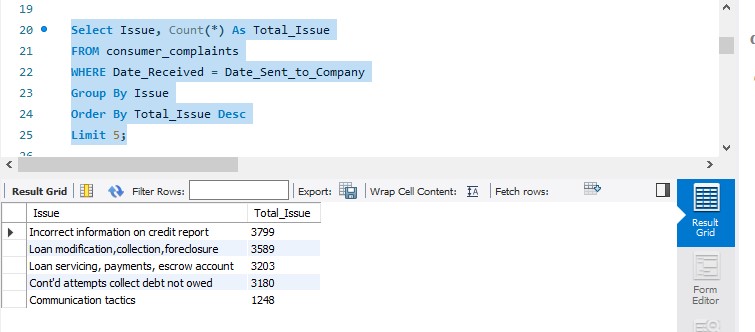 19
20 Select Issue, Count(*) As Total_Issue
21 FROM consumer_complaints
22 WHERE Date_Received = Date_Sent_to_Company
23 Group By Issue
24 Order By Total_Issue Desc
25 Limit 5;
26
Result Grid Filter Rows: Export: Wrap Cell Content: IA Fetch rows:
Issue Total_Issue
Incorrect information on credit report 3799
Loan modification,collection,foreclosure 3589
Loan servicing, payments, escrow account 3203
Cont'd attempts collect debt not owed 3180
Communication tactics 1248
Result
Grid
Form
Editor